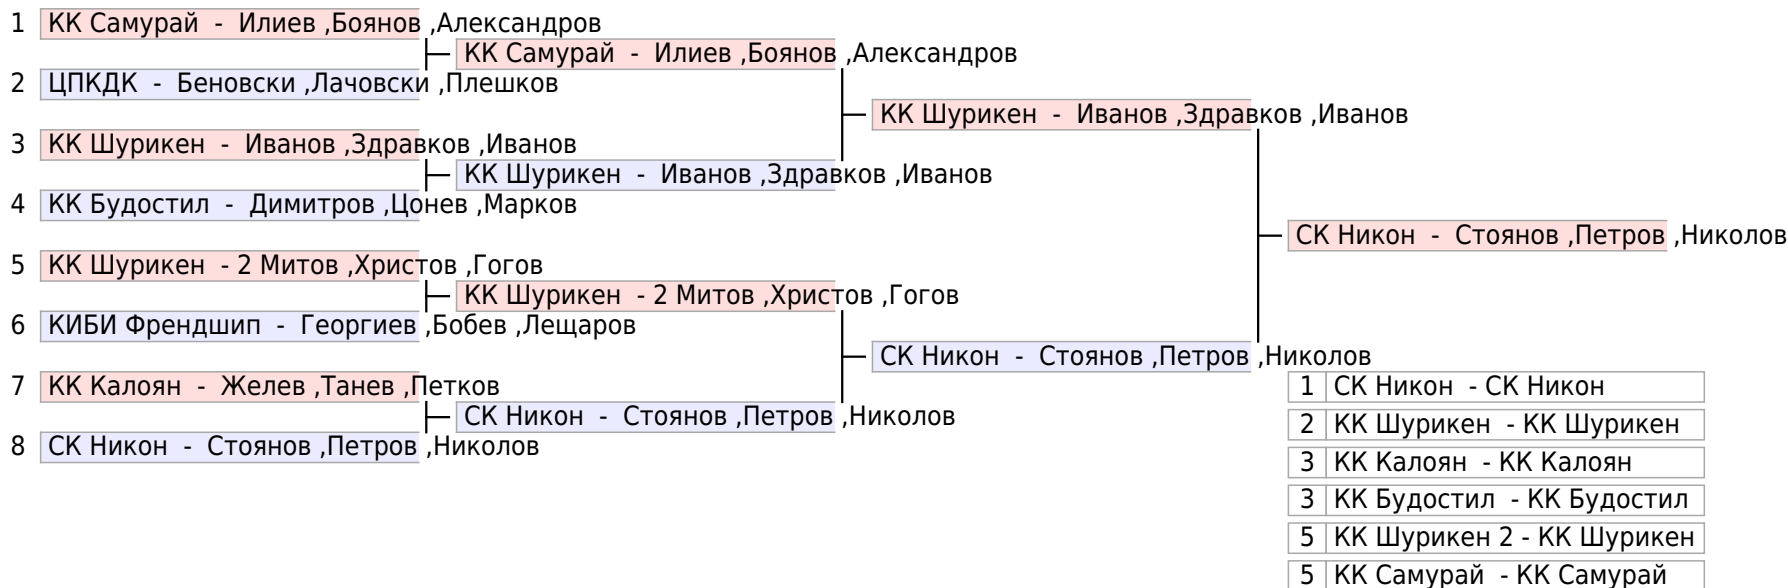 1 КК Самурай - Илиев ,Боянов ,Александров
КК Самурай - Илиев ,Боянов ,Александров
2 ЦПКДК - Беновски ,Лачовски ,Плешков
КК Шурикен - Иванов ,Здравков ,Иванов
3 КК Шурикен - Иванов ,Здравков ,Иванов
КК Шурикен - Иванов ,Здравков ,Иванов
4 КК Будостил - Димитров ,Цонев ,Марков
СК Никон - Стоянов ,Петров ,Николов
5 КК Шурикен - 2 Митов ,Христов ,Гогов
КК Шурикен - 2 Митов ,Христов ,Гогов
6 КИБИ Френдшип - Георгиев ,Бобев ,Лещаров
СК Никон - Стоянов ,Петров ,Николов
7 КК Калоян - Желев ,Танев ,Петков
СК Никон - Стоянов ,Петров ,Николов
8 СК Никон - Стоянов ,Петров ,Николов
1 СК Никон - СК Никон
2 КК Шурикен - КК Шурикен
3 КК Калоян - КК Калоян
3 КК Будостил - КК Будостил
5 КК Шурикен 2 - КК Шурикен
5 КК Самурай - КК Самурай